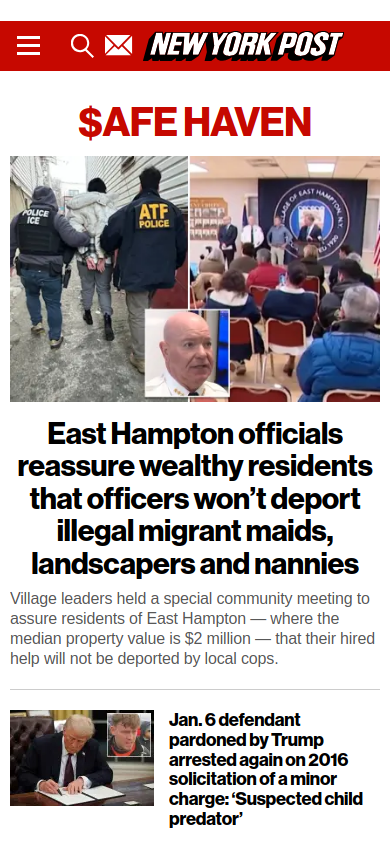 NEW YORK POST
$AFE HAVEN
POLICE
ICE
ATF
POLICE
VILLAGE OF EAST HAMPTON, N.Y.
1920
East Hampton officials
reassure wealthy residents
that officers won’t deport
illegal migrant maids,
landscapers and nannies
Village leaders held a special community meeting to
assure residents of East Hampton — where the
median property value is $2 million — that their hired
help will not be deported by local cops.
Jan. 6 defendant
pardoned by Trump
arrested again on 2016
solicitation of a minor
charge: ‘Suspected child
predator’